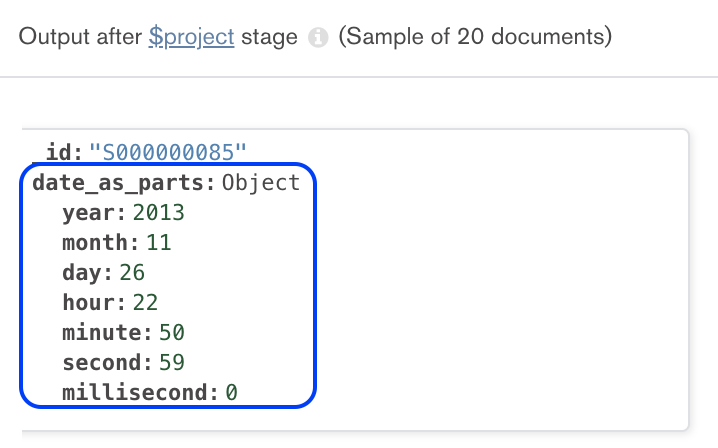 Output after $project stage i (Sample of 20 documents)
_id: "S000000085"
date_as_parts: Object
year: 2013
month: 11
day: 26
hour: 22
minute: 50
second: 59
millisecond: 0